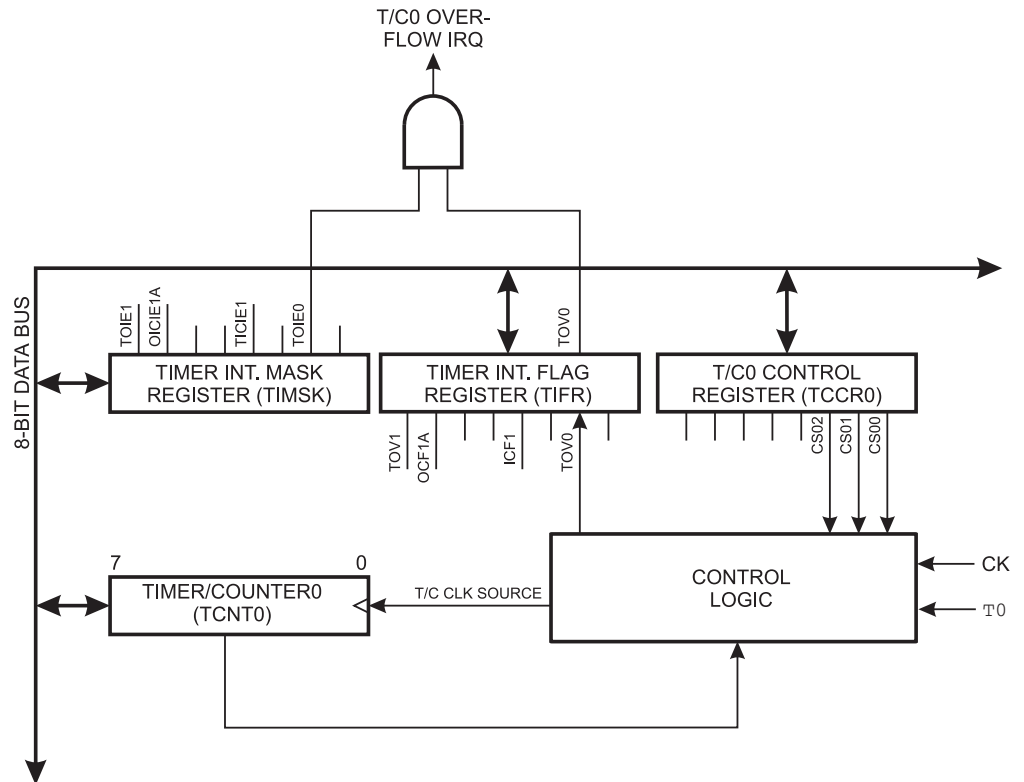 T/C0 OVER-
FLOW IRQ
8-BIT DATA BUS
TOIE1
OICIE1A
TICIE1
TOIE0
TOV0
TIMER INT. MASK
REGISTER (TIMSK)
TIMER INT. FLAG
REGISTER (TIFR)
T/C0 CONTROL
REGISTER (TCCR0)
TOV1
OCF1A
ICF1
TOV0
CS02
CS01
CS00
7
0
TIMER/COUNTER0
(TCNT0)
T/C CLK SOURCE
CONTROL
LOGIC
CK
T0